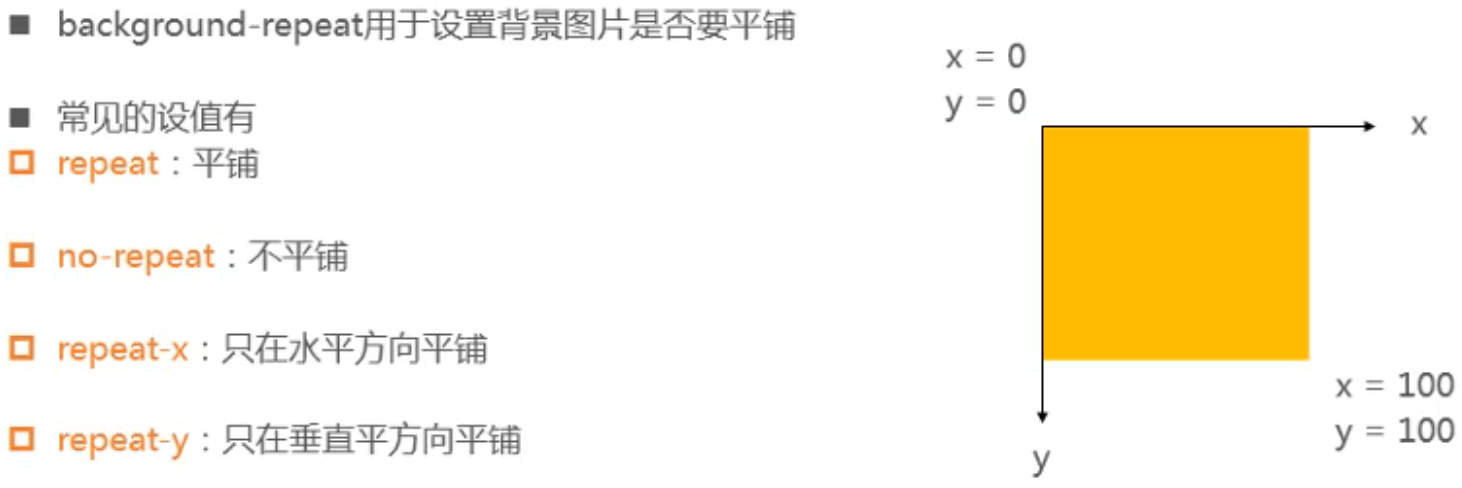 background-repeat用于设置背景图片是否要平铺
常见的设值有
repeat：平铺
no-repeat：不平铺
repeat-x：只在水平方向平铺
repeat-y：只在垂直平方向平铺
x = 0
y = 0
x
x = 100
y = 100
y